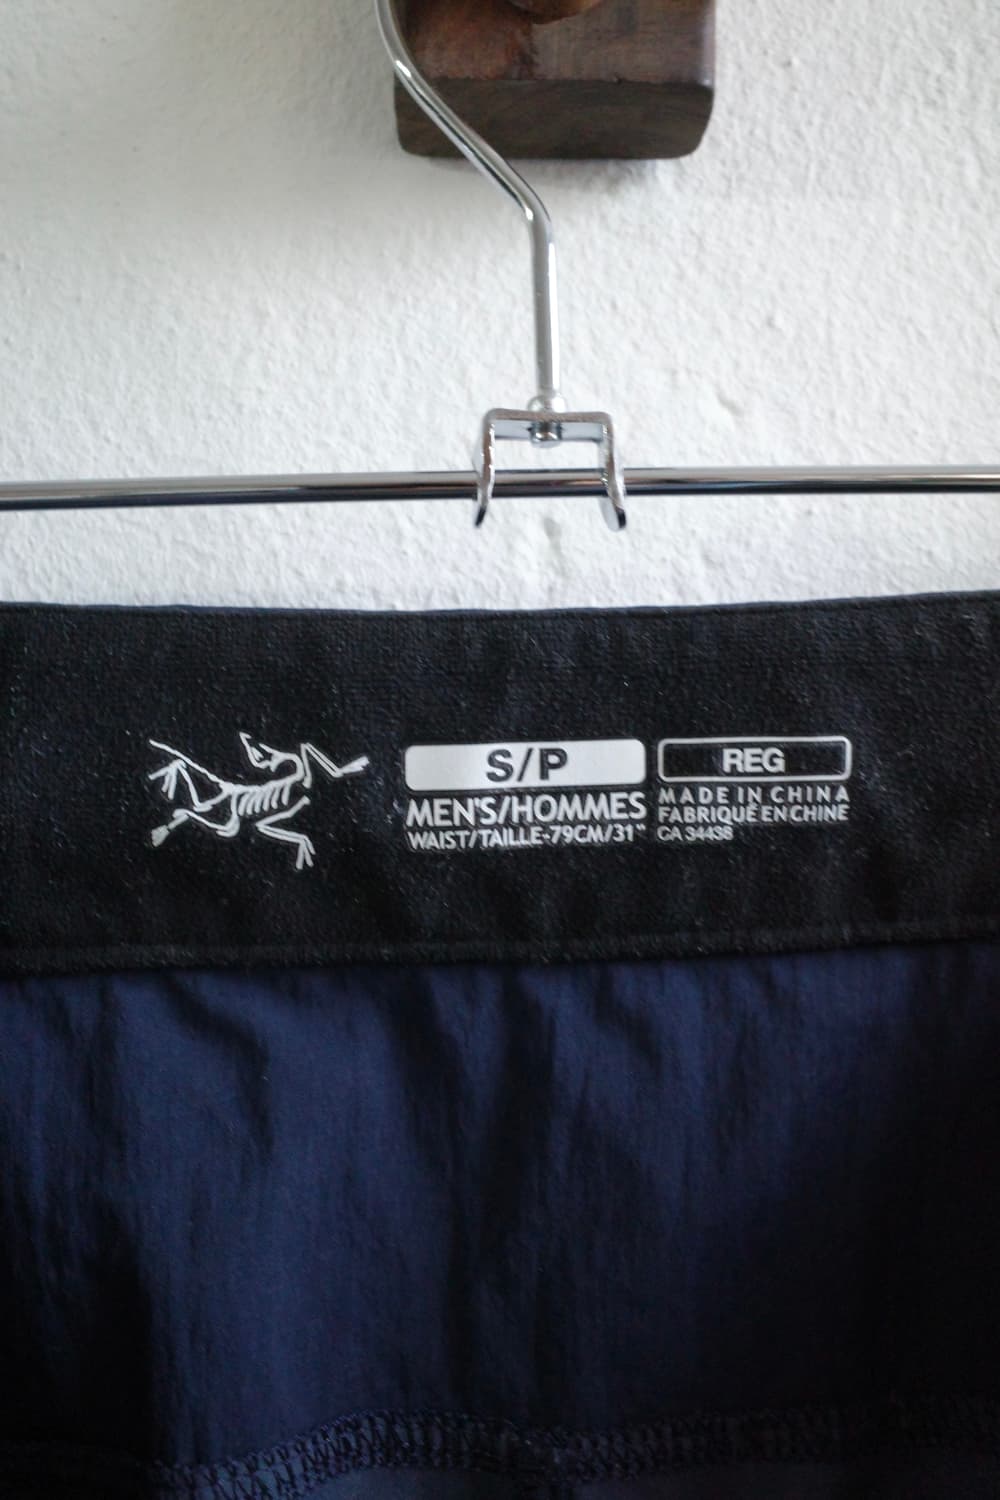 S/P
MEN'S/HOMMES
WAIST/TAILLE-79CM/31"
REG
MADE IN CHINA
FABRIQUÉ EN CHINE
CA 34438